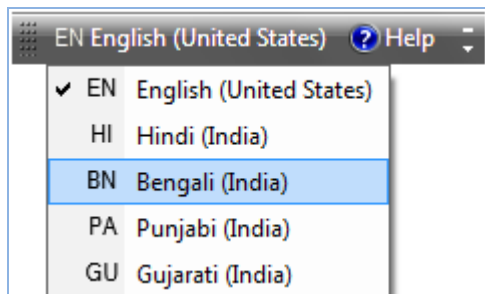 EN English (United States) ? Help
EN English (United States)
HI Hindi (India)
BN Bengali (India)
PA Punjabi (India)
GU Gujarati (India)